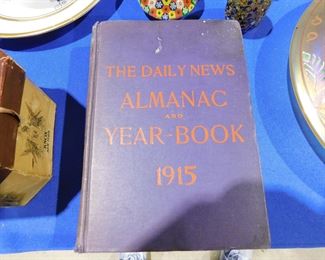 THE DAILY NEWS
ALMANAC
AND
YEAR-BOOK
1915